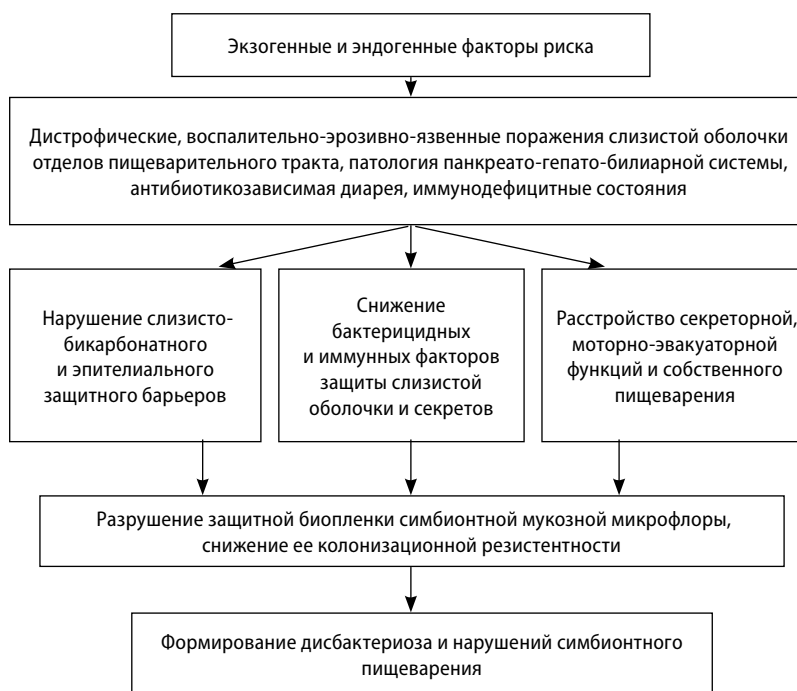 Экзогенные и эндогенные факторы риска
Дистрофические, воспалительно-эрозивно-язвенные поражения слизистой оболочки
отделов пищеварительного тракта, патология панкреато-гепато-билиарной системы,
антибиотикозависимая диарея, иммунодефицитные состояния
Нарушение слизисто-
бикарбонатного
и эпителиального
защитного барьеров
Снижение
бактерицидных
и иммунных факторов
защиты слизистой
оболочки и секретов
Расстройство секреторной,
моторно-эвакуаторной
функций и собственного
пищеварения
Разрушение защитной биопленки симбионтной мукозной микрофлоры,
снижение ее колонизационной резистентности
Формирование дисбактериоза и нарушений симбионтного
пищеварения